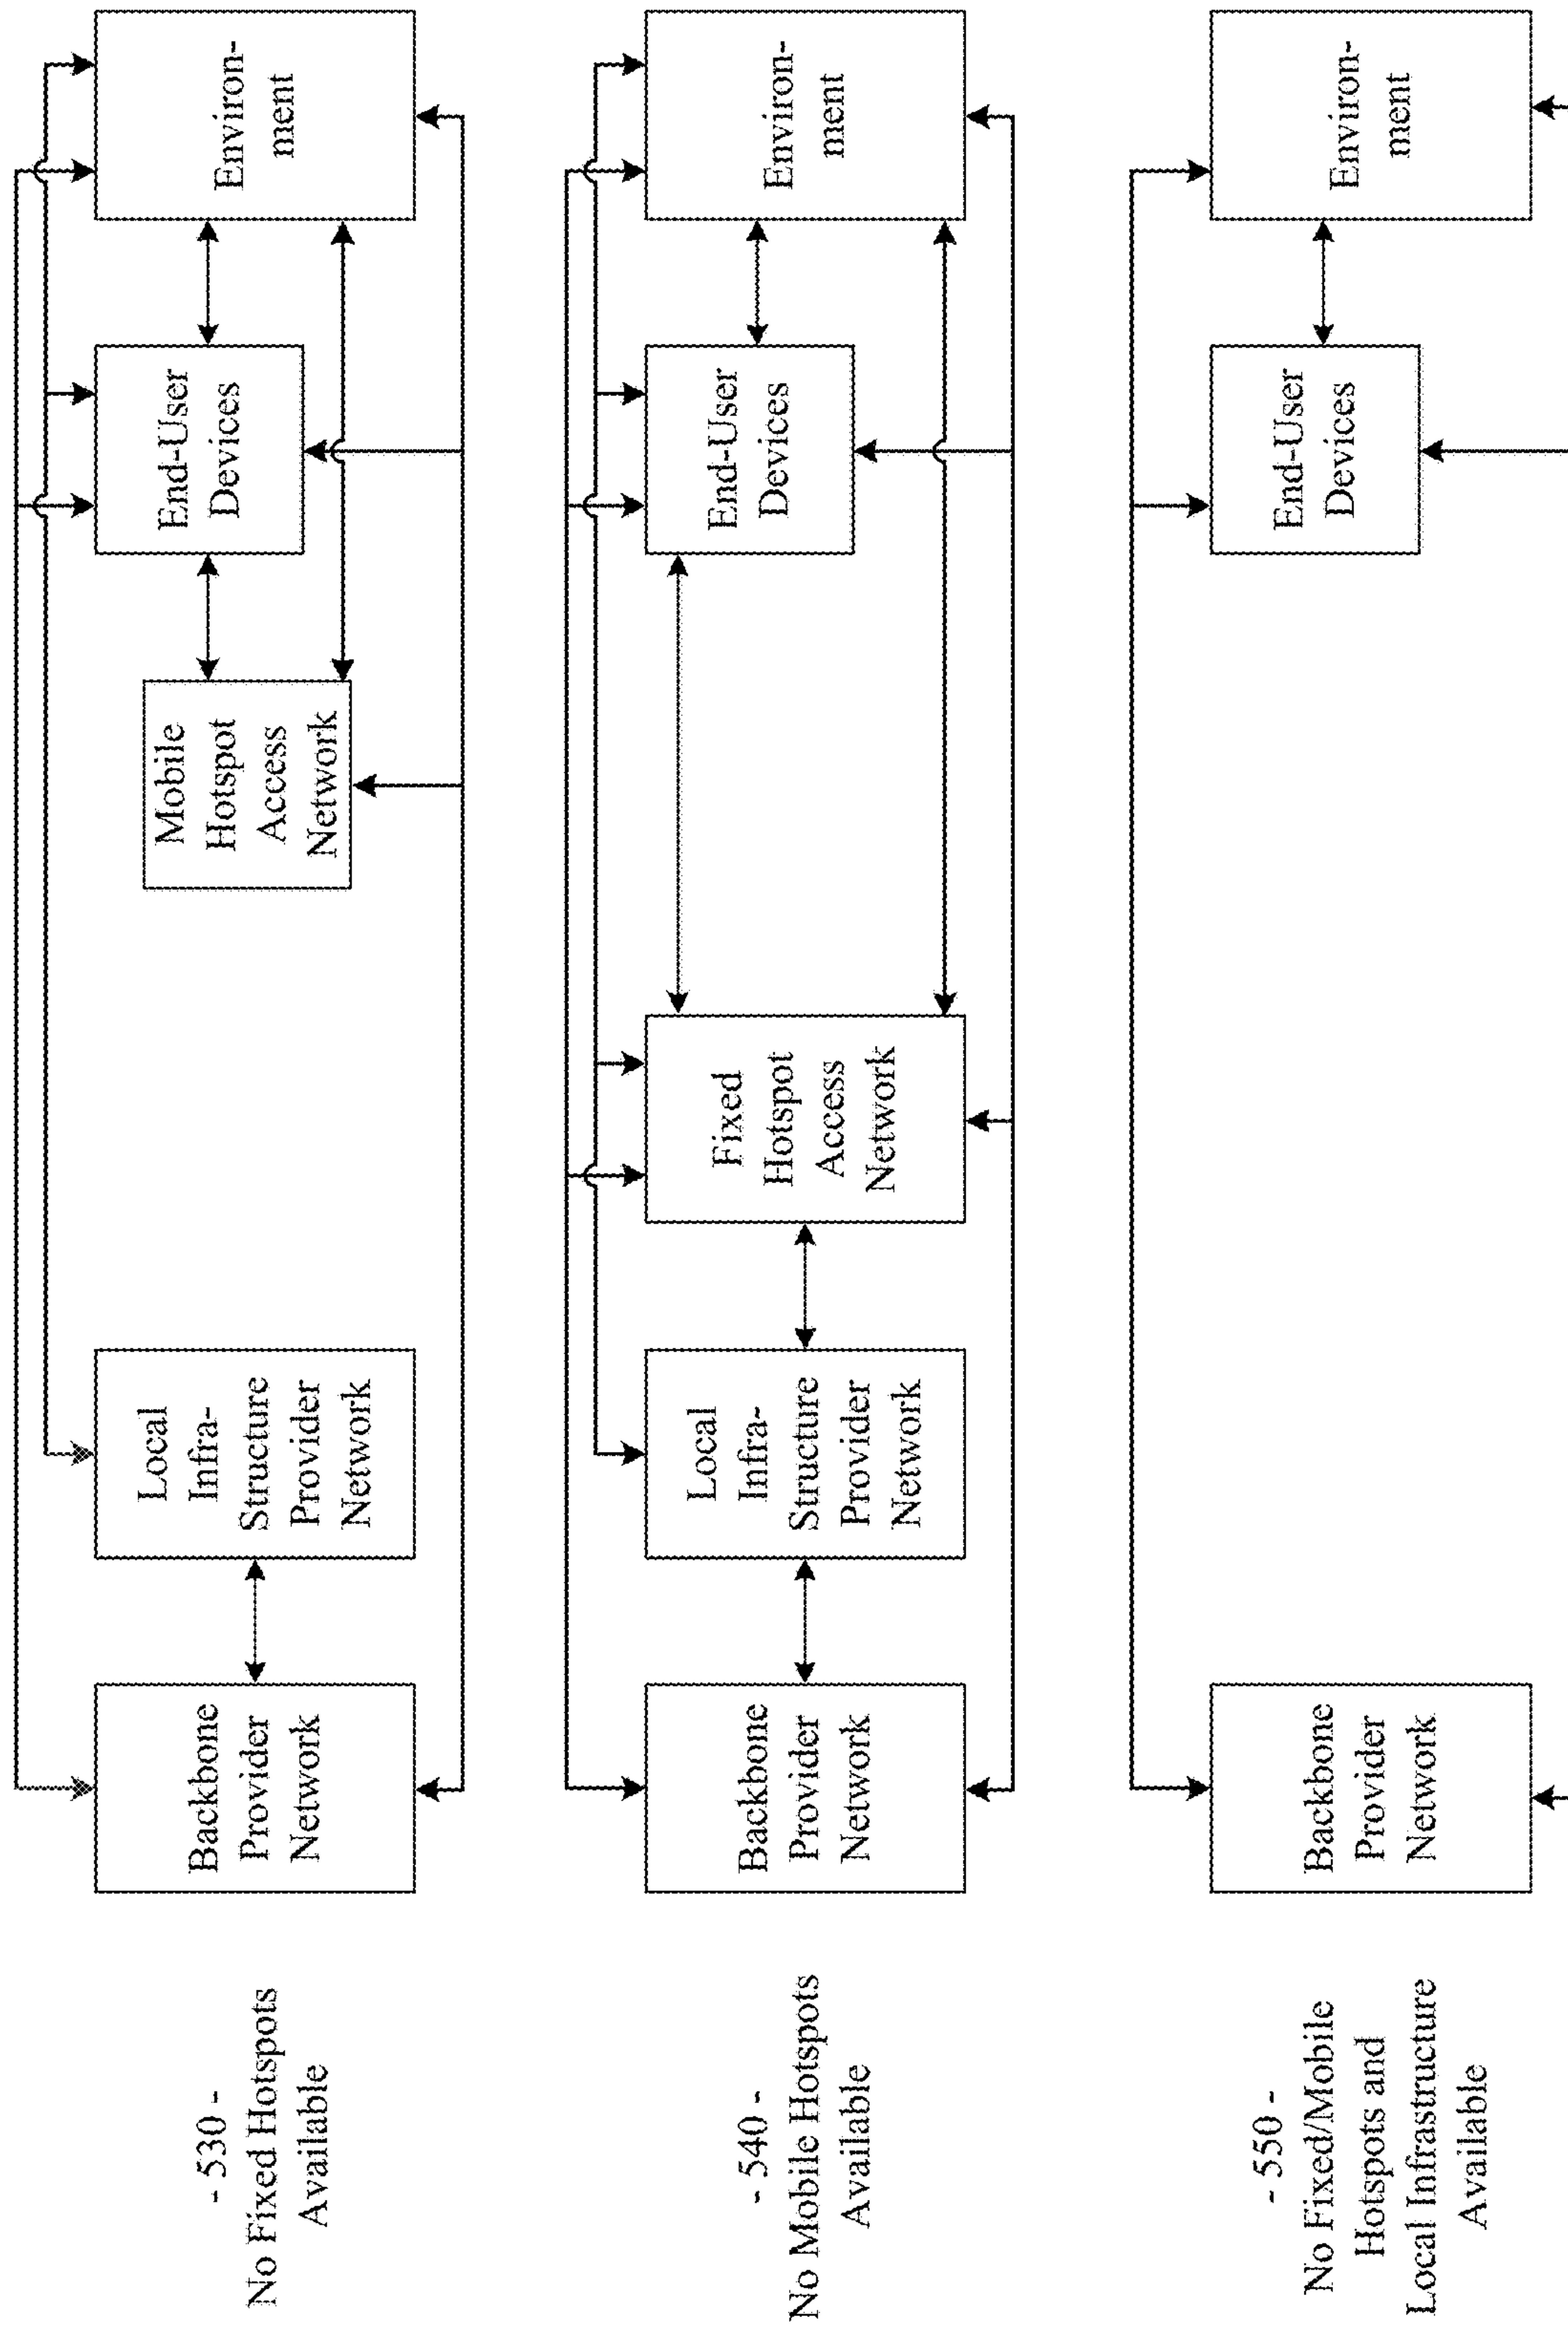 - 530 -
No Fixed Hotspots
Available
Backbone
Provider
Network
Local
Infra-
Structure
Provider
Network
Mobile
Hotspot
Access
Network
End-User
Devices
Environ-
ment
- 540 -
No Mobile Hotspots
Available
Backbone
Provider
Network
Local
Infra-
Structure
Provider
Network
Fixed
Hotspot
Access
Network
End-User
Devices
Environ-
ment
- 550 -
No Fixed/Mobile
Hotspots and
Local Infrastructure
Available
Backbone
Provider
Network
End-User
Devices
Environ-
ment